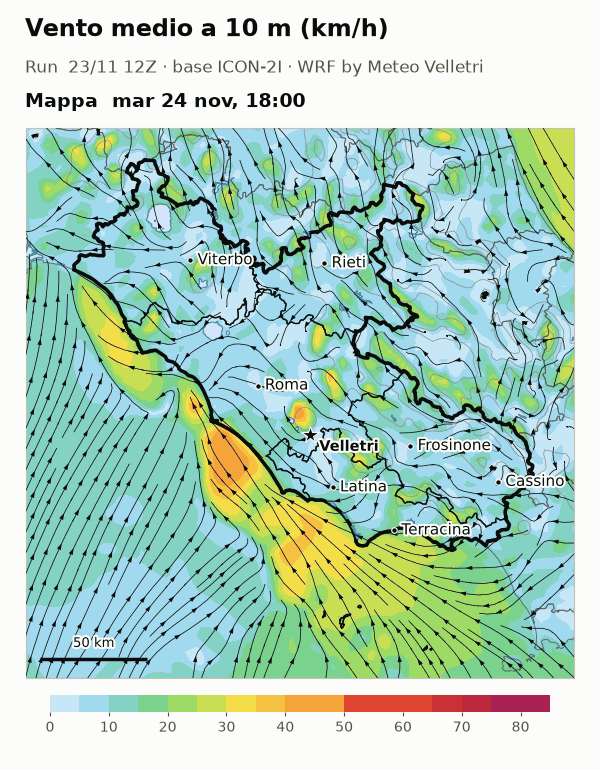 Vento medio a 10 m (km/h)
Run 23/11 12Z · base ICON-2I · WRF by Meteo Velletri
Mappa mar 24 nov, 18:00
Viterbo
Rieti
Roma
Velletri
Frosinone
Latina
Cassino
Terracina
50 km
0 10 20 30 40 50 60 70 80